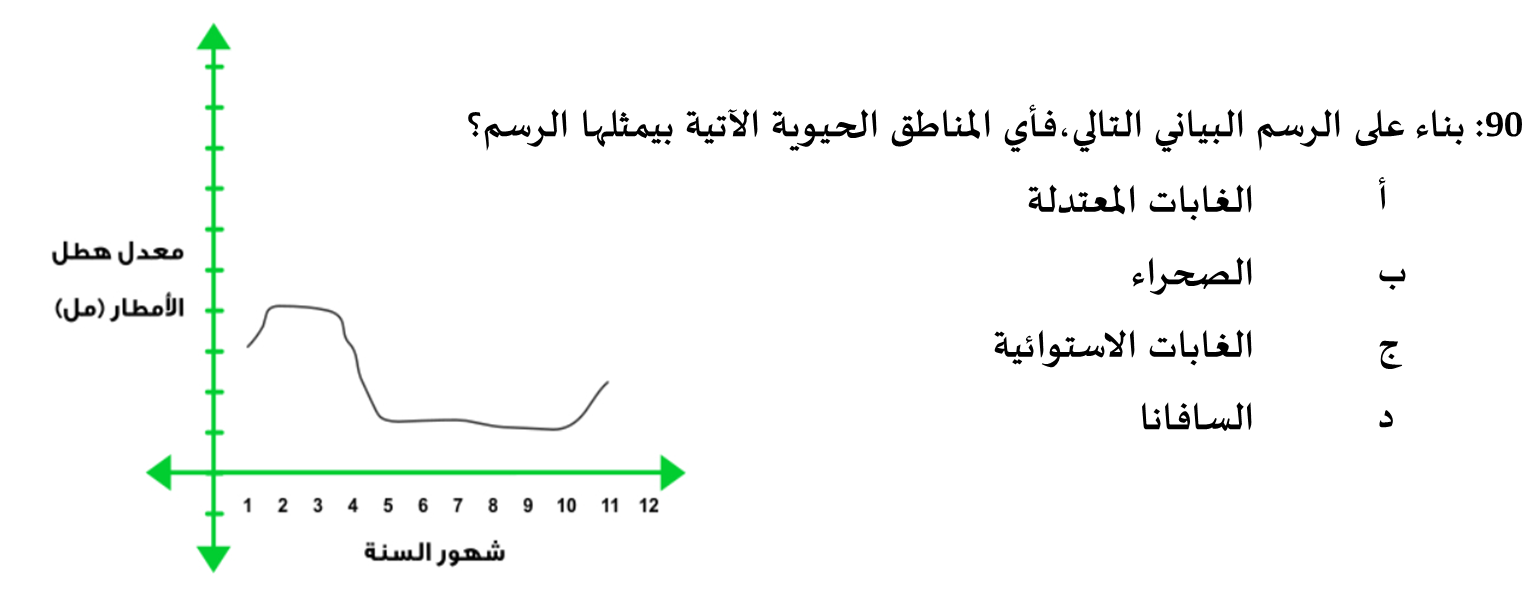 90: بناء على الرسم البياني التالي،فأي المناطق الحيوية الآتية بيمثلها الرسم؟
أ الغابات المعتدلة
ب الصحراء
ج الغابات الاستوائية
د السافانا
معدل هطل
الأمطار (مل)
1 2 3 4 5 6 7 8 9 10 11 12
شهور السنة